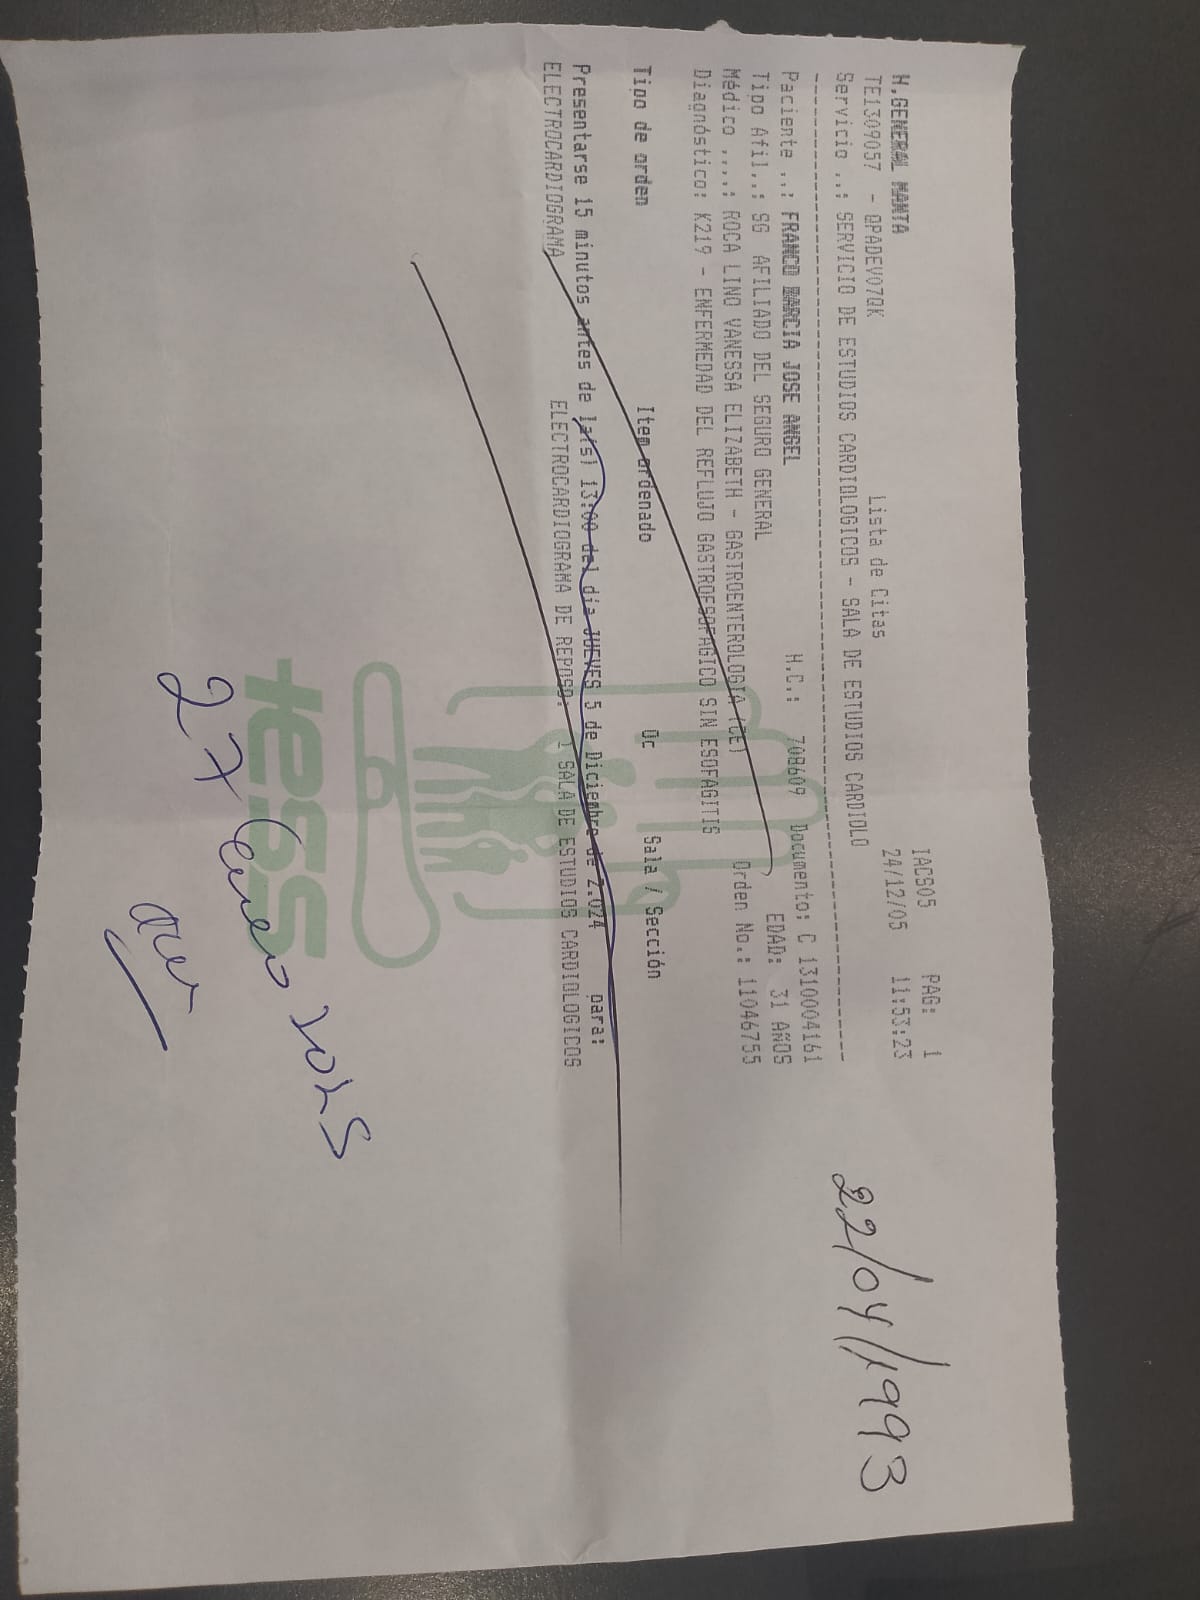 H.GENERAL MANTA IACS05 PAG: 1
TE1309057 - QPADEV07QK Lista de Citas 24/12/05 11:53:23
Servicio ..: SERVICIO DE ESTUDIOS CARDIOLOGICOS - SALA DE ESTUDIOS CARDIOLO
Paciente ..: FRANCO MARCIA JOSE ANGEL H.C.: 708609 Documento: C 1310004161
Tipo Afil..: SG AFILIADO DEL SEGURO GENERAL EDAD: 31 ANOS
Médico ....: ROCA LINO VANESSA ELIZABETH - GASTROENTEROLOGIA (CE) Orden No.: 11046755
Diagnóstico: K219 - ENFERMEDAD DEL REFLUJO GASTROESOFAGICO SIN ESOFAGITIS
Tipo de orden Item ordenado Qc Sala / Sección
Presentarse 15 minutos antes de la(s) 13:00 del día JUEVES 5 de Diciembre de 2.024 para:
ELECTROCARDIOGRAMA ELECTROCARDIOGRAMA DE REPOSO: 1 SALA DE ESTUDIOS CARDIOLOGICOS
22/04/1993
iess
27 Enero 2025